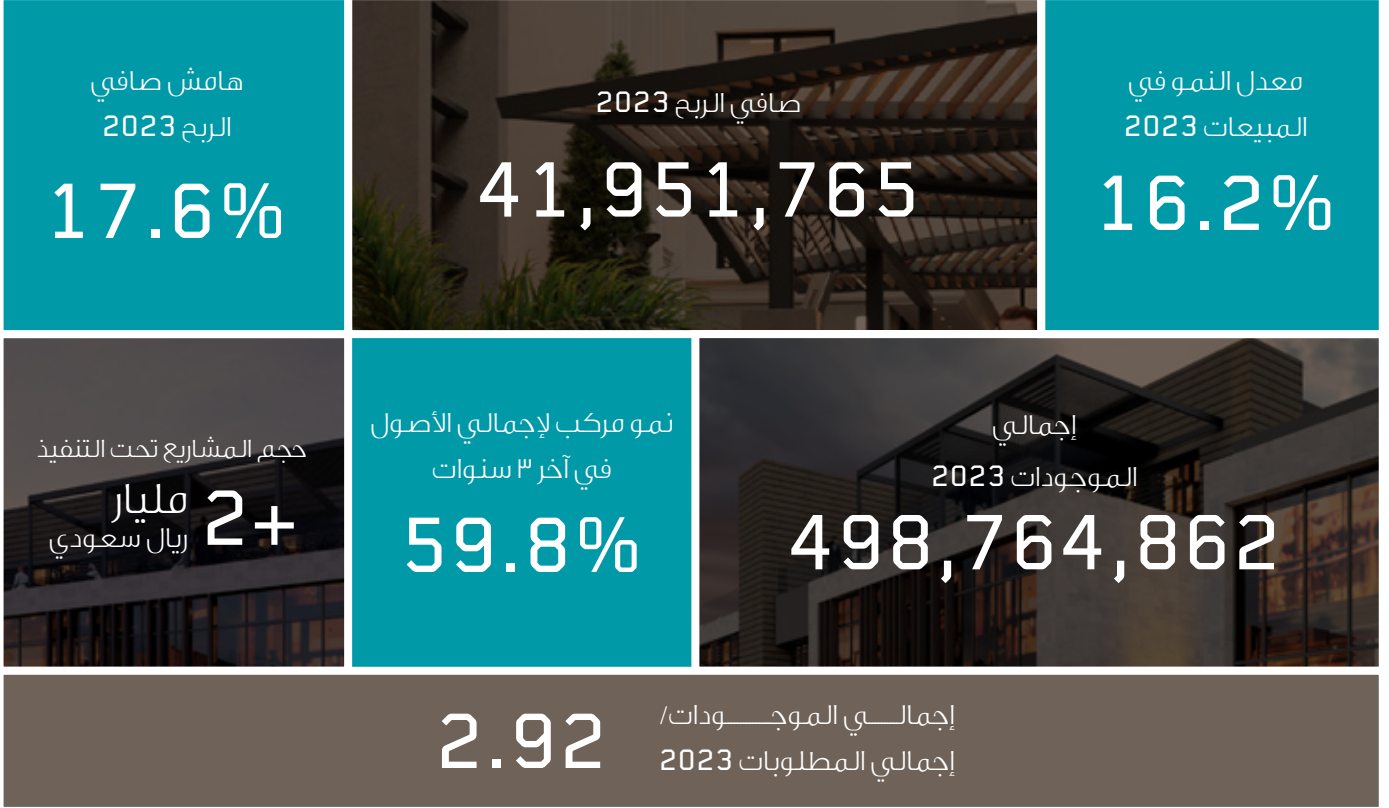 معدل النمو في
المبيعات 2023
16.2%
صافي الربح 2023
41,951,765
هامش صافي
الربح 2023
17.6%
إجمالي
الموجودات 2023
498,764,862
نمو مركب لإجمالي الأصول
في آخر ٣ سنوات
59.8%
حجم المشاريع تحت التنفيذ
+2 مليار
ريال سعودي
إجمالــــي الموجــــــودات/
إجمالي المطلوبات 2023
2.92